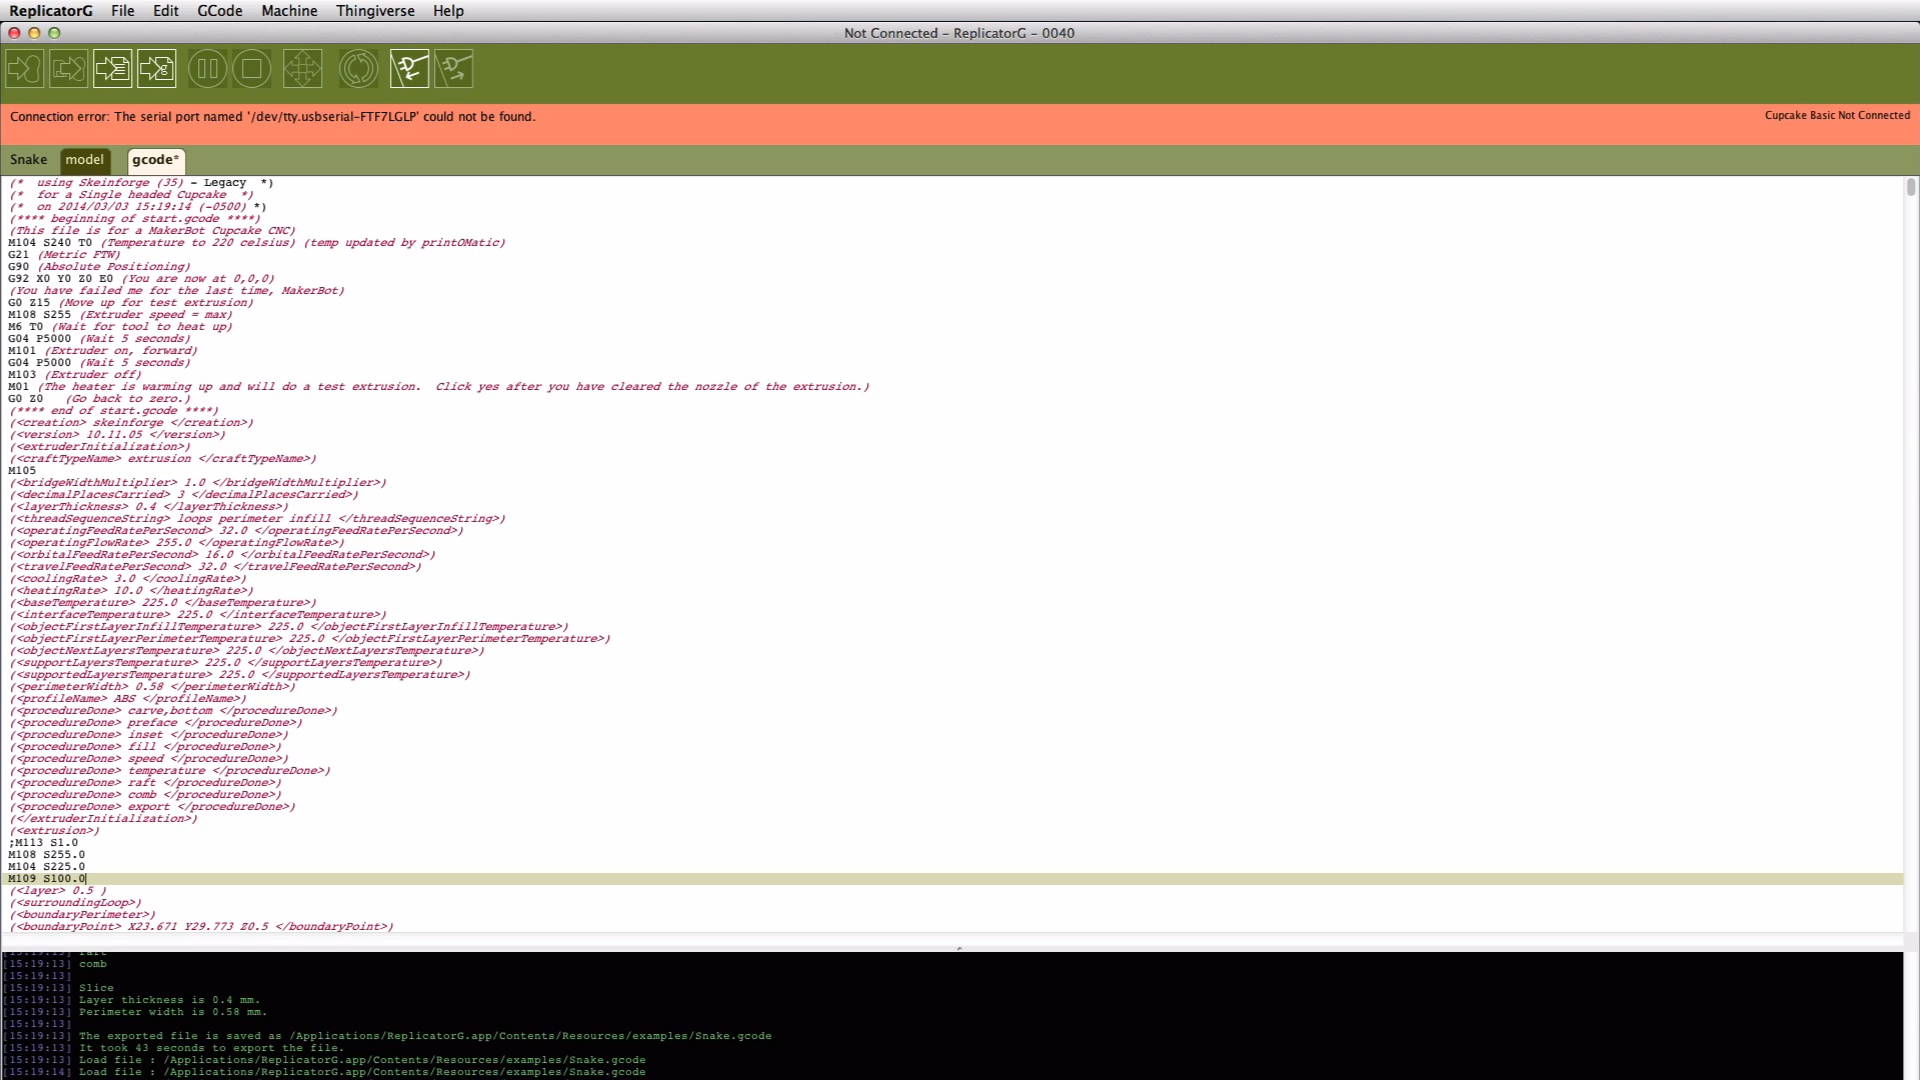 ReplicatorG File Edit GCode Machine Thingiverse Help
Not Connected - ReplicatorG - 0040
Connection error: The serial port named '/dev/tty.usbserial-FTF7LGLP' could not be found.
Cupcake Basic Not Connected
Snake model gcode*
(*  using Skeinforge (35) - Legacy  *)
(*  for a Single headed Cupcake  *)
(*  on 2014/03/03 15:19:14 (-0500) *)
(**** beginning of start.gcode ****)
(This file is for a MakerBot Cupcake CNC)
M104 S240 T0 (Temperature to 220 celsius) (temp updated by printOMatic)
G21 (Metric FTW)
G90 (Absolute Positioning)
G92 X0 Y0 Z0 E0 (You are now at 0,0,0)
(You have failed me for the last time, MakerBot)
G0 Z15 (Move up for test extrusion)
M108 S255 (Extruder speed = max)
M6 T0 (Wait for tool to heat up)
G04 P5000 (Wait 5 seconds)
M101 (Extruder on, forward)
G04 P5000 (Wait 5 seconds)
M103 (Extruder off)
M01 (The heater is warming up and will do a test extrusion.  Click yes after you have cleared the nozzle of the extrusion.)
G0 Z0   (Go back to zero.)
(**** end of start.gcode ****)
(<creation> skeinforge </creation>)
(<version> 10.11.05 </version>)
(<extruderInitialization>)
(<craftTypeName> extrusion </craftTypeName>)
M105
(<bridgeWidthMultiplier> 1.0 </bridgeWidthMultiplier>)
(<decimalPlacesCarried> 3 </decimalPlacesCarried>)
(<layerThickness> 0.4 </layerThickness>)
(<threadSequenceString> loops perimeter infill </threadSequenceString>)
(<operatingFeedRatePerSecond> 32.0 </operatingFeedRatePerSecond>)
(<operatingFlowRate> 255.0 </operatingFlowRate>)
(<orbitalFeedRatePerSecond> 16.0 </orbitalFeedRatePerSecond>)
(<travelFeedRatePerSecond> 32.0 </travelFeedRatePerSecond>)
(<coolingRate> 3.0 </coolingRate>)
(<heatingRate> 10.0 </heatingRate>)
(<baseTemperature> 225.0 </baseTemperature>)
(<interfaceTemperature> 225.0 </interfaceTemperature>)
(<objectFirstLayerInfillTemperature> 225.0 </objectFirstLayerInfillTemperature>)
(<objectFirstLayerPerimeterTemperature> 225.0 </objectFirstLayerPerimeterTemperature>)
(<objectNextLayersTemperature> 225.0 </objectNextLayersTemperature>)
(<supportLayersTemperature> 225.0 </supportLayersTemperature>)
(<supportedLayersTemperature> 225.0 </supportedLayersTemperature>)
(<perimeterWidth> 0.58 </perimeterWidth>)
(<profileName> ABS </profileName>)
(<procedureDone> carve,bottom </procedureDone>)
(<procedureDone> preface </procedureDone>)
(<procedureDone> inset </procedureDone>)
(<procedureDone> fill </procedureDone>)
(<procedureDone> speed </procedureDone>)
(<procedureDone> temperature </procedureDone>)
(<procedureDone> raft </procedureDone>)
(<procedureDone> comb </procedureDone>)
(<procedureDone> export </procedureDone>)
(</extruderInitialization>)
(<extrusion>)
;M113 S1.0
M108 S255.0
M104 S225.0
M109 S100.0
(<layer> 0.5 )
(<surroundingLoop>)
(<boundaryPerimeter>)
(<boundaryPoint> X23.671 Y29.773 Z0.5 </boundaryPoint>)
[15:19:13] raft
[15:19:13] comb
[15:19:13]
[15:19:13] Slice
[15:19:13] Layer thickness is 0.4 mm.
[15:19:13] Perimeter width is 0.58 mm.
[15:19:13]
[15:19:13] The exported file is saved as /Applications/ReplicatorG.app/Contents/Resources/examples/Snake.gcode
[15:19:13] It took 43 seconds to export the file.
[15:19:13] Load file : /Applications/ReplicatorG.app/Contents/Resources/examples/Snake.gcode
[15:19:14] Load file : /Applications/ReplicatorG.app/Contents/Resources/examples/Snake.gcode